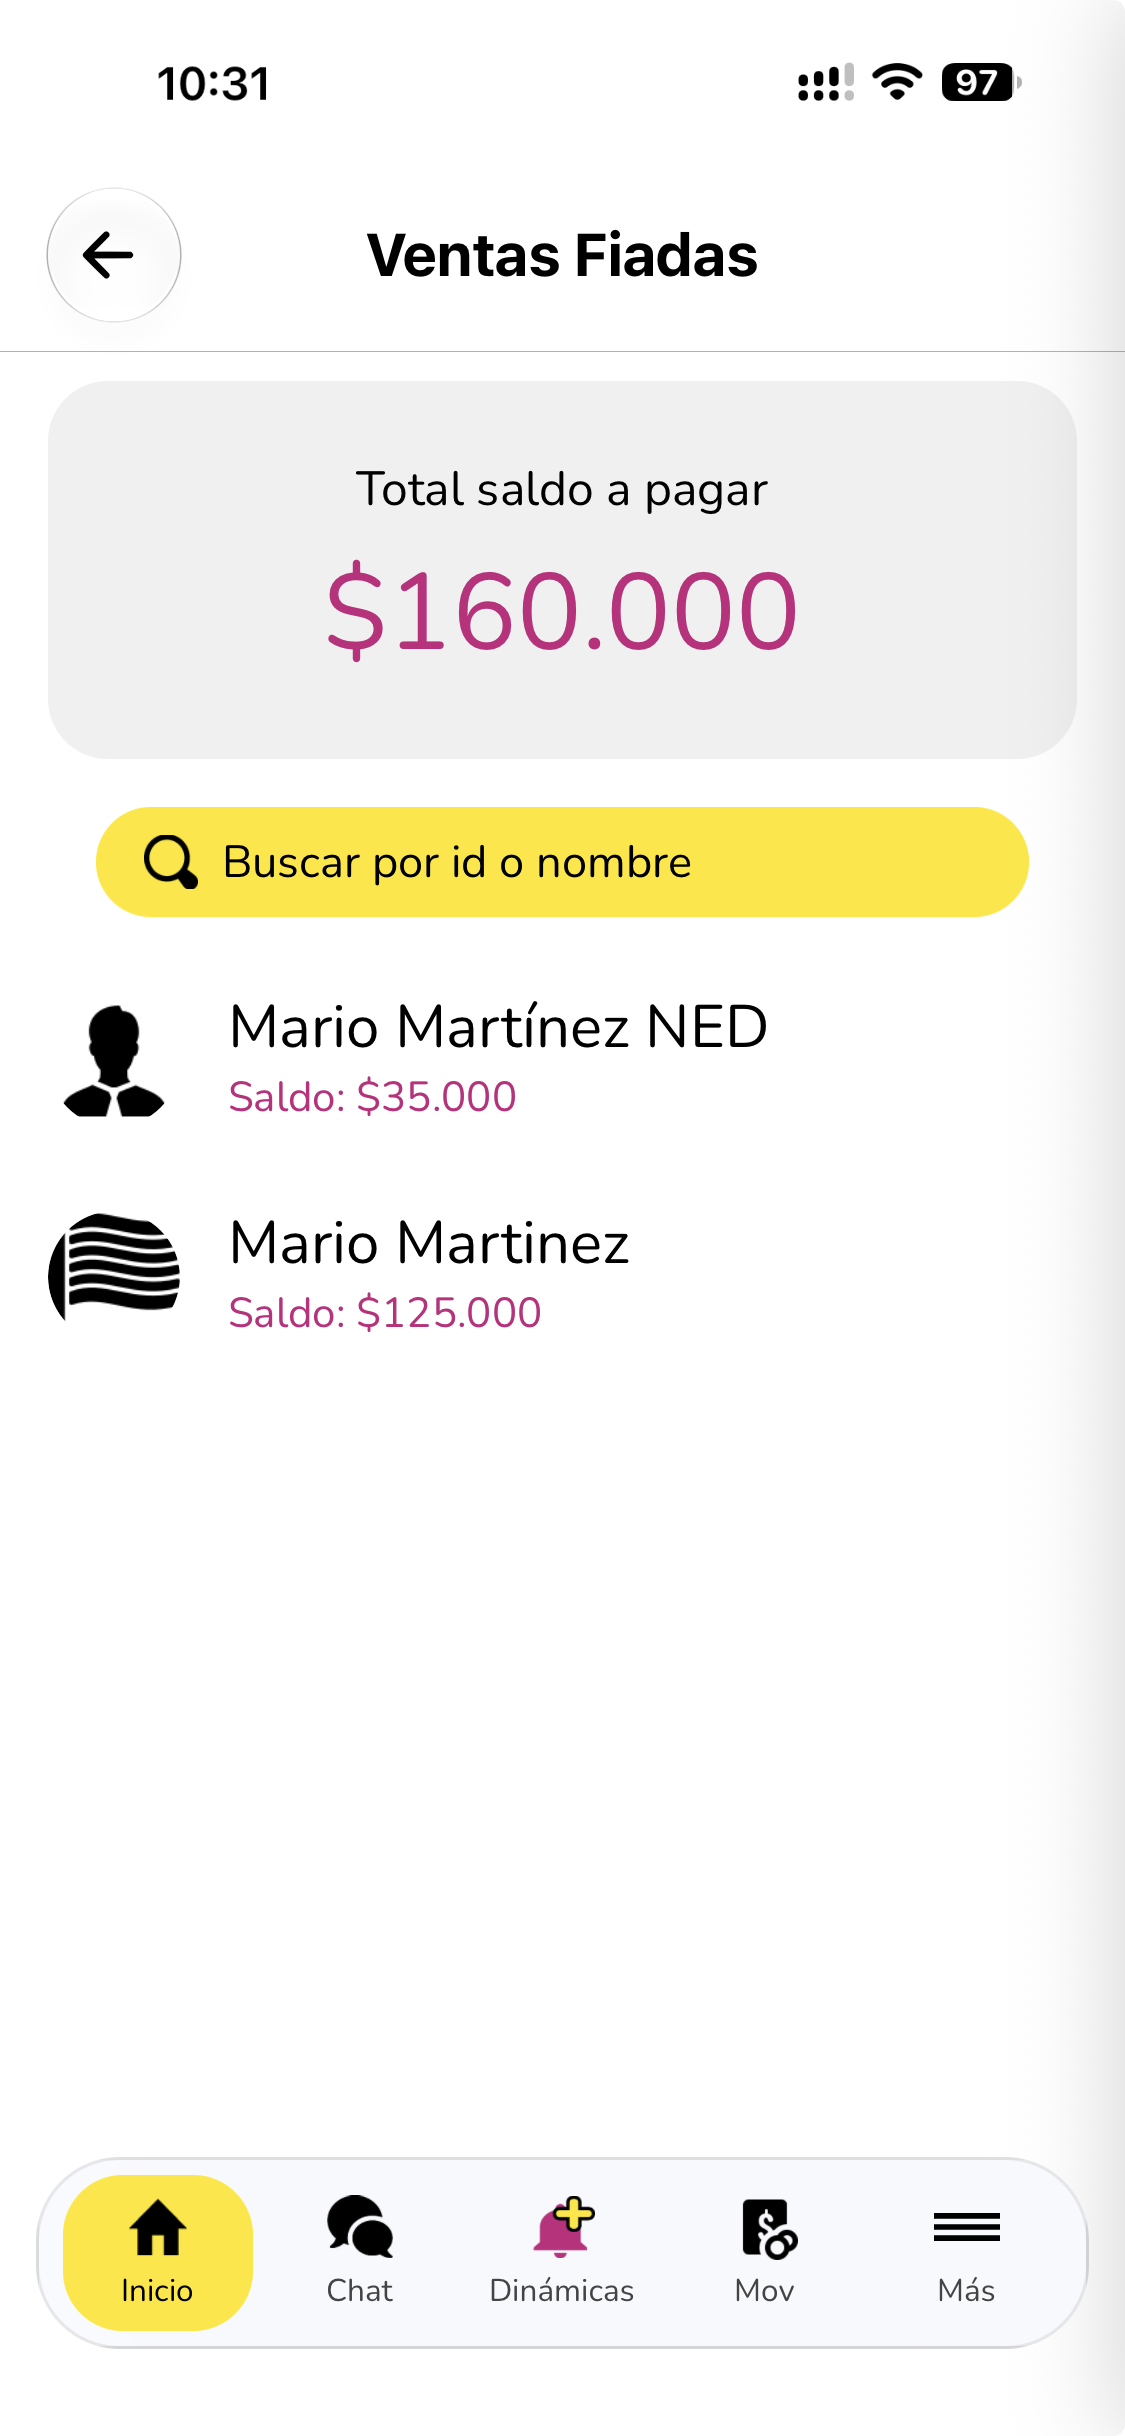 10:31
97
Ventas Fiadas
Total saldo a pagar
$160.000
Buscar por id o nombre
Mario Martínez NED
Saldo: $35.000
Mario Martinez
Saldo: $125.000
Inicio
Chat
Dinámicas
Mov
Más